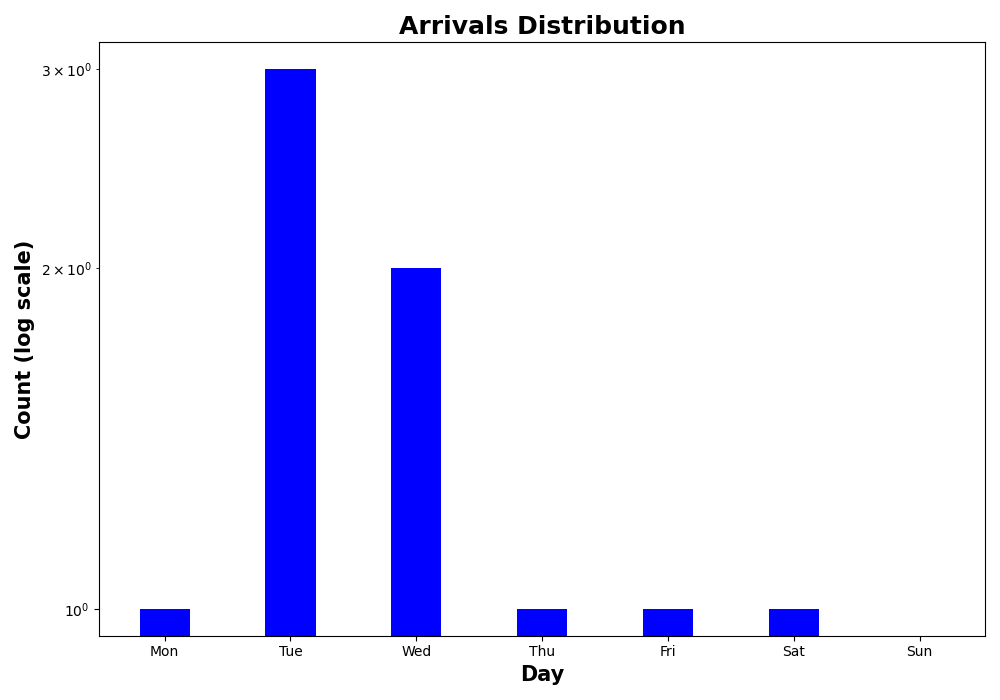 Arrivals Distribution
Count (log scale)
3 × 10⁰
2 × 10⁰
10⁰
Mon Tue Wed Thu Fri Sat Sun
Day